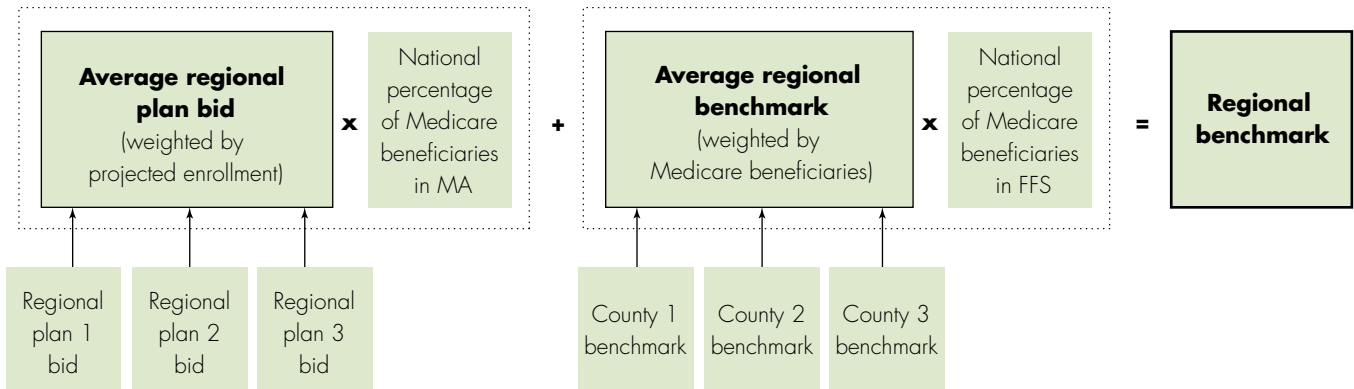 Average regional
plan bid
(weighted by
projected enrollment)
x
National
percentage
of Medicare
beneficiaries
in MA
+
Average regional
benchmark
(weighted by
Medicare beneficiaries)
x
National
percentage
of Medicare
beneficiaries
in FFS
=
Regional
benchmark
Regional
plan 1
bid
Regional
plan 2
bid
Regional
plan 3
bid
County 1
benchmark
County 2
benchmark
County 3
benchmark